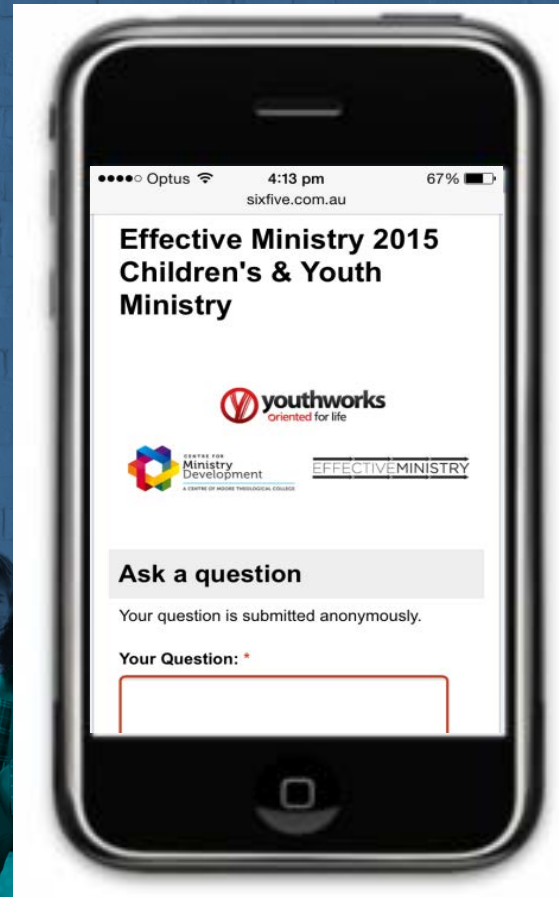 ●●●●○ Optus 4:13 pm 67%
sixfive.com.au
Effective Ministry 2015
Children's & Youth
Ministry
youthworks
oriented for life
CENTRE FOR
Ministry
Development
A CENTRE OF MOORE THEOLOGICAL COLLEGE
EFFECTIVEMINISTRY
Ask a question
Your question is submitted anonymously.
Your Question: *